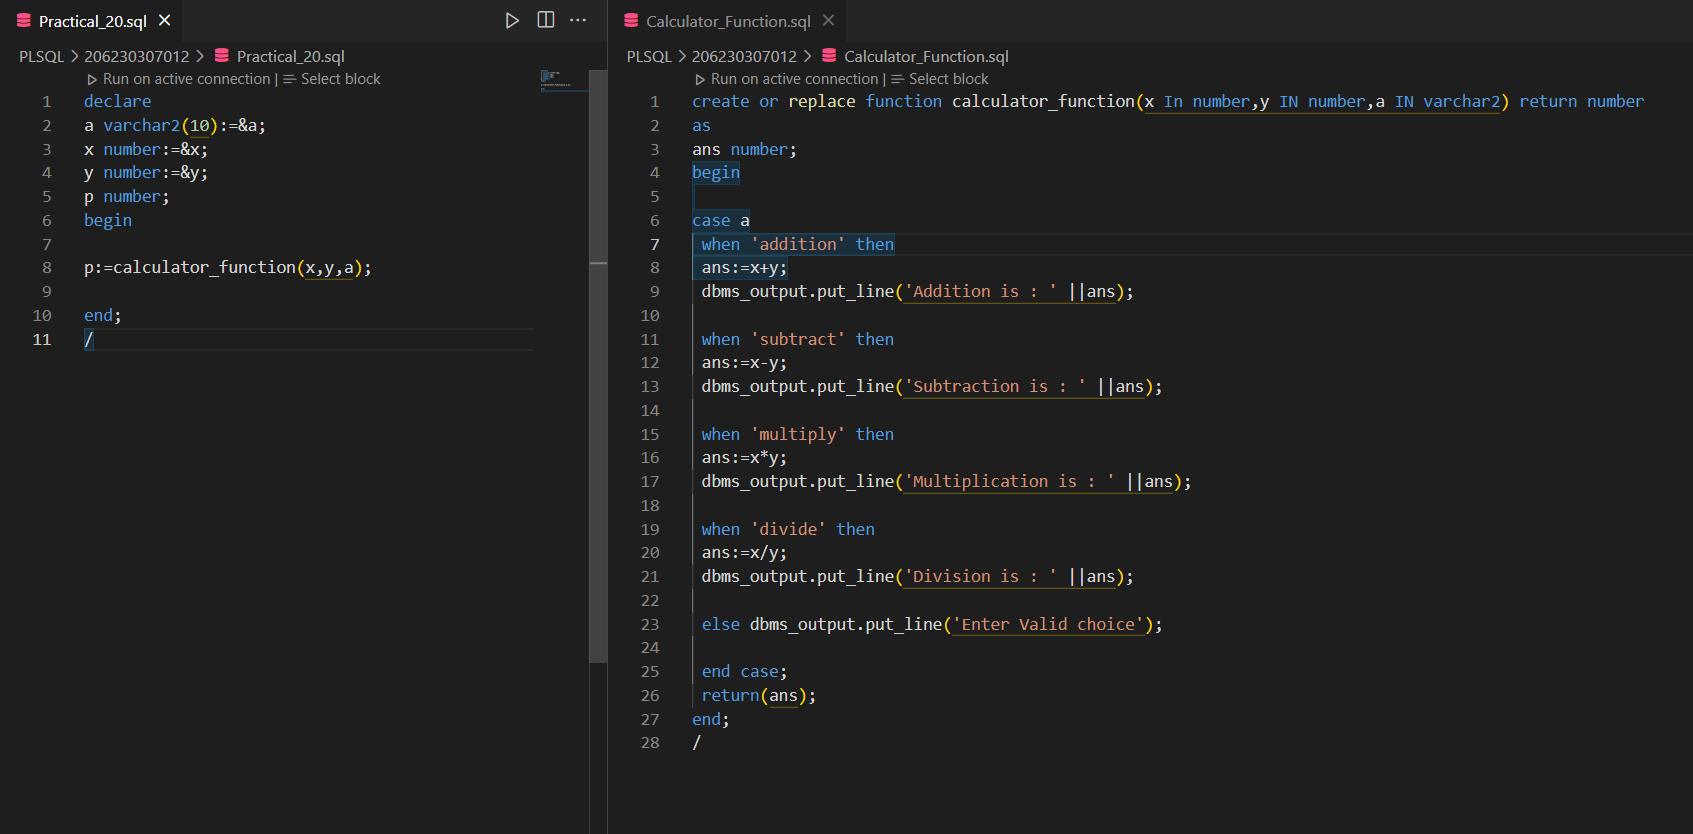 Practical_20.sql
PLSQL > 206230307012 > Practical_20.sql
Run on active connection | Select block
1 declare
2 a varchar2(10):=&a;
3 x number:=&x;
4 y number:=&y;
5 p number;
6 begin
7
8 p:=calculator_function(x,y,a);
9
10 end;
11 /
Calculator_Function.sql
PLSQL > 206230307012 > Calculator_Function.sql
Run on active connection | Select block
1 create or replace function calculator_function(x In number,y IN number,a IN varchar2) return number
2 as
3 ans number;
4 begin
5
6 case a
7 when 'addition' then
8 ans:=x+y;
9 dbms_output.put_line('Addition is : ' ||ans);
10
11 when 'subtract' then
12 ans:=x-y;
13 dbms_output.put_line('Subtraction is : ' ||ans);
14
15 when 'multiply' then
16 ans:=x*y;
17 dbms_output.put_line('Multiplication is : ' ||ans);
18
19 when 'divide' then
20 ans:=x/y;
21 dbms_output.put_line('Division is : ' ||ans);
22
23 else dbms_output.put_line('Enter Valid choice');
24
25 end case;
26 return(ans);
27 end;
28 /